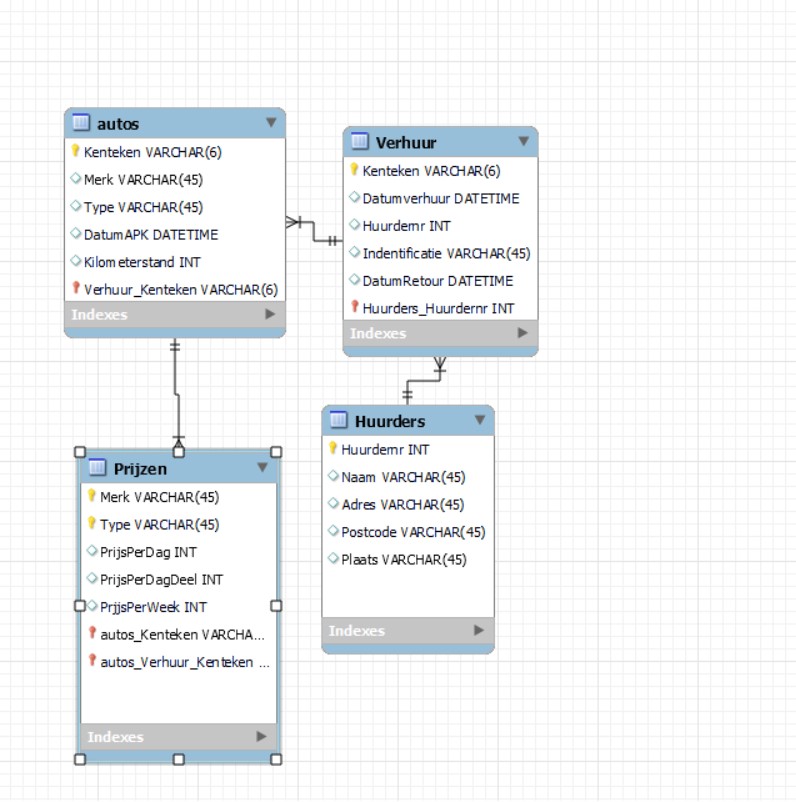 autos
Kenteken VARCHAR(6)
Merk VARCHAR(45)
Type VARCHAR(45)
DatumAPK DATETIME
Kilometerstand INT
Verhuur_Kenteken VARCHAR(6)
Indexes
Verhuur
Kenteken VARCHAR(6)
Datumverhuur DATETIME
Huurdernr INT
Indentificatie VARCHAR(45)
DatumRetour DATETIME
Huurders_Huurdernr INT
Indexes
Prijzen
Merk VARCHAR(45)
Type VARCHAR(45)
PrijsPerDag INT
PrijsPerDagDeel INT
PrjjsPerWeek INT
autos_Kenteken VARCHA...
autos_Verhuur_Kenteken ...
Indexes
Huurders
Huurdernr INT
Naam VARCHAR(45)
Adres VARCHAR(45)
Postcode VARCHAR(45)
Plaats VARCHAR(45)
Indexes